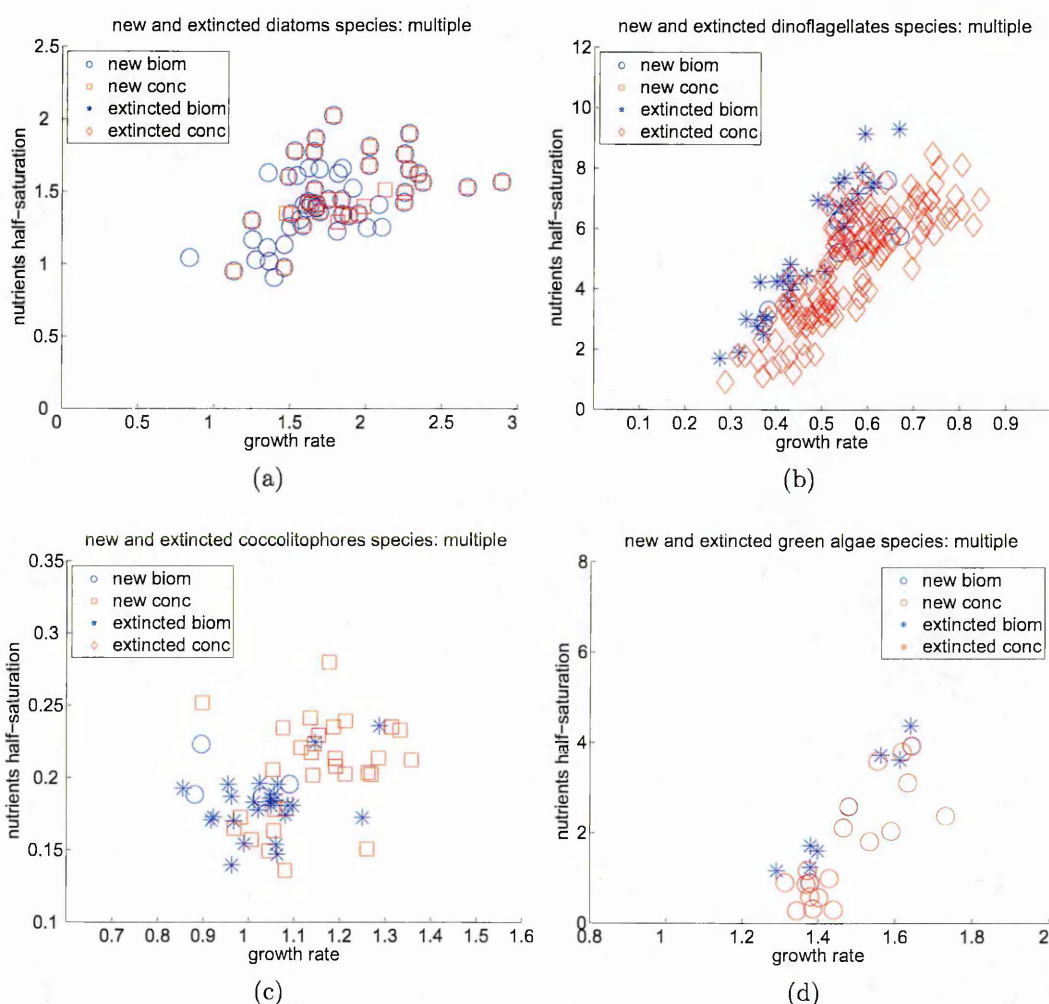 new and extincted diatoms species: multiple
2.5
2
1.5
1
0.5
0
nutrients half-saturation
new biom
new conc
extincted biom
extincted conc
0 0.5 1 1.5 2 2.5 3
growth rate
(a)
new and extincted dinoflagellates species: multiple
12
10
8
6
4
2
0
nutrients half-saturation
new biom
new conc
extincted biom
extincted conc
0.1 0.2 0.3 0.4 0.5 0.6 0.7 0.8 0.9
growth rate
(b)
new and extincted coccolitophores species: multiple
0.35
0.3
0.25
0.2
0.15
0.1
nutrients half-saturation
new biom
new conc
extincted biom
extincted conc
0.7 0.8 0.9 1 1.1 1.2 1.3 1.4 1.5 1.6
growth rate
(c)
new and extincted green algae species: multiple
8
6
4
2
0
nutrients half-saturation
new biom
new conc
extincted biom
extincted conc
0.8 1 1.2 1.4 1.6 1.8 2
growth rate
(d)